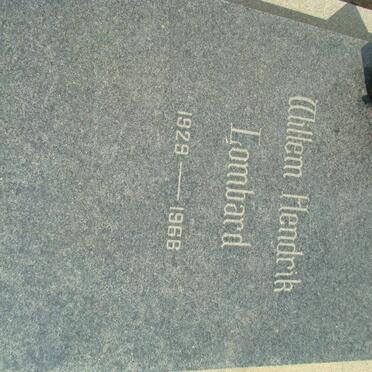 Willem Hendrik
Lombard
1929 — 1968